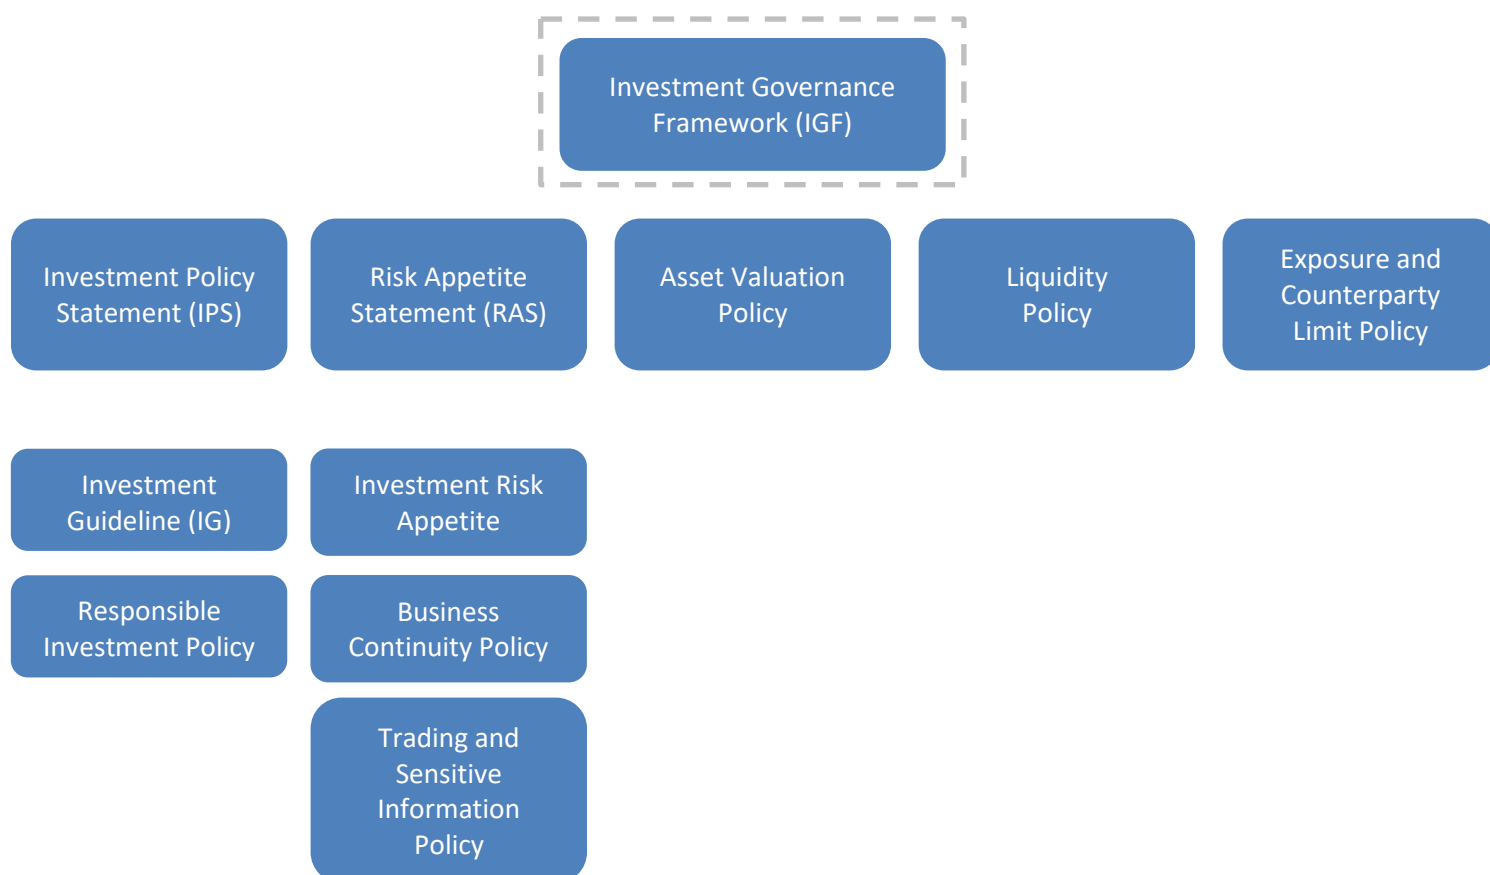 Investment Governance
Framework (IGF)
Investment Policy
Statement (IPS)
Risk Appetite
Statement (RAS)
Asset Valuation
Policy
Liquidity
Policy
Exposure and
Counterparty
Limit Policy
Investment
Guideline (IG)
Investment Risk
Appetite
Responsible
Investment Policy
Business
Continuity Policy
Trading and
Sensitive
Information
Policy